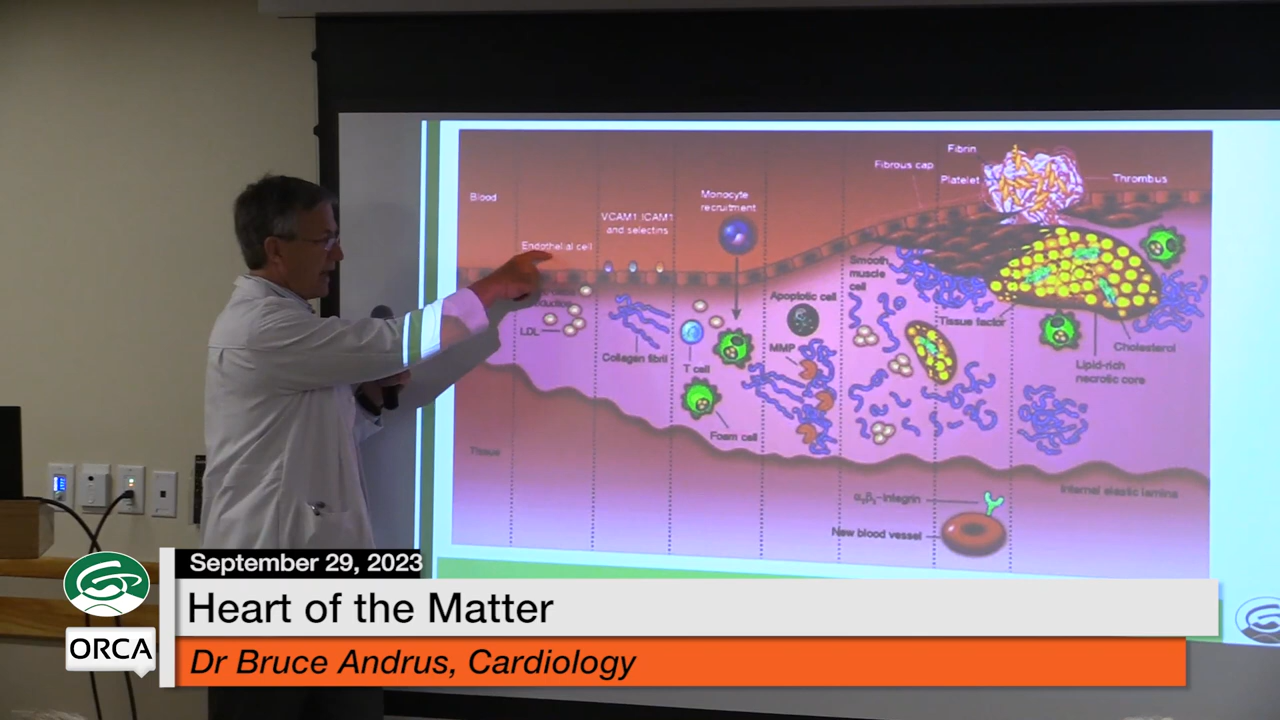 Fibrin
Fibrous cap
Platelet
Thrombus
Blood
Monocyte
recruitment
VCAM1, ICAM1
and selectins
Endothelial cell
Smooth
muscle
cell
Apoptotic cell
LDL
Tissue factor
MMP
Collagen fibril
T cell
Cholesterol
Lipid-rich
necrotic core
Foam cell
Tissue
Internal elastic lamina
-integrin
New blood vessel
September 29, 2023
Heart of the Matter
ORCA
Dr Bruce Andrus, Cardiology